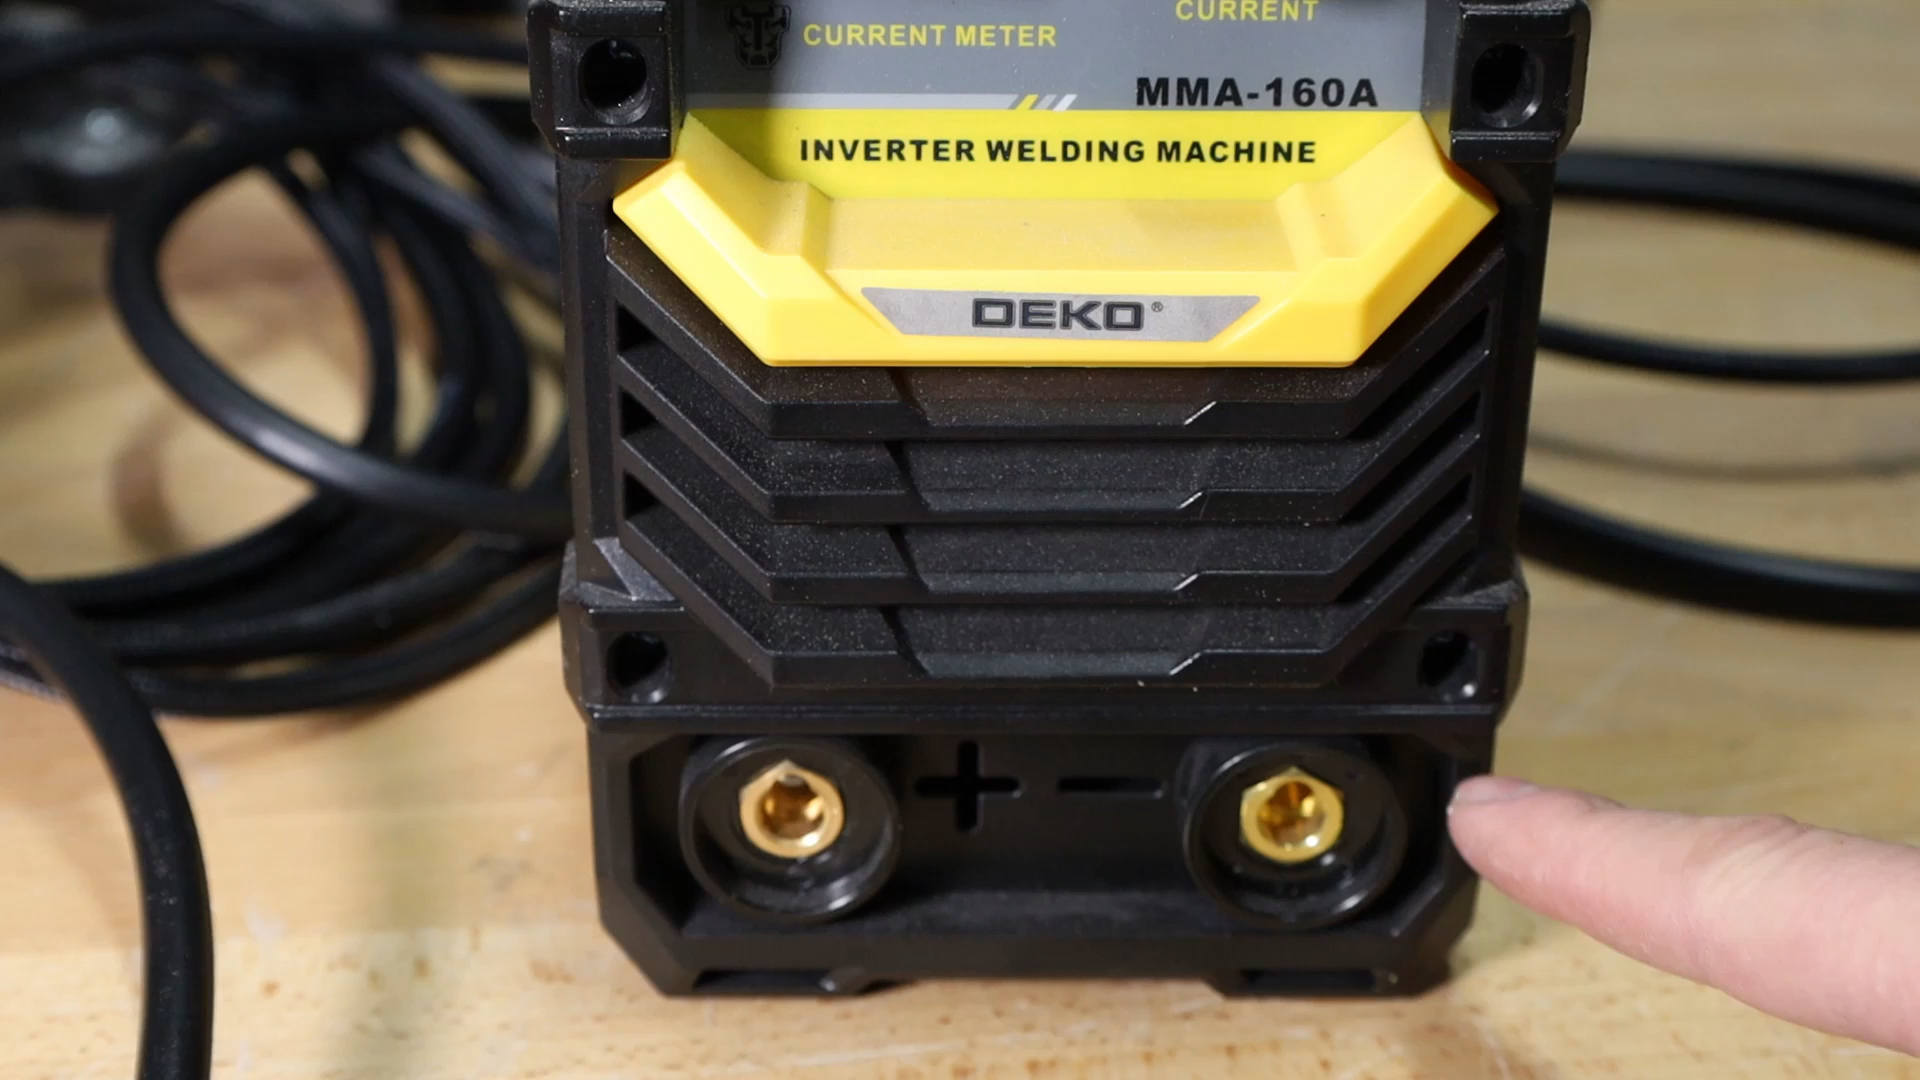 CURRENT
CURRENT METER
MMA-160A
INVERTER WELDING MACHINE
DEKO®
+ −